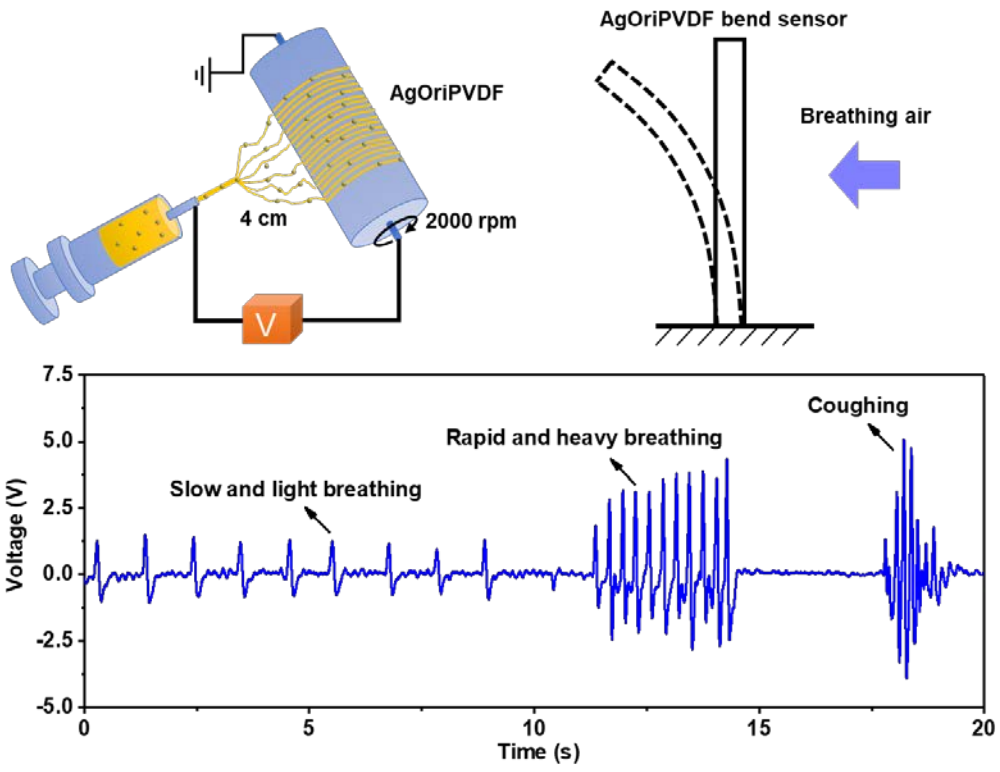 AgOriPVDF bend sensor
AgOriPVDF
Breathing air
4 cm
2000 rpm
V
7.5
5.0
2.5
0.0
-2.5
-5.0
Voltage (V)
Slow and light breathing
Rapid and heavy breathing
Coughing
0
5
10
15
20
Time (s)